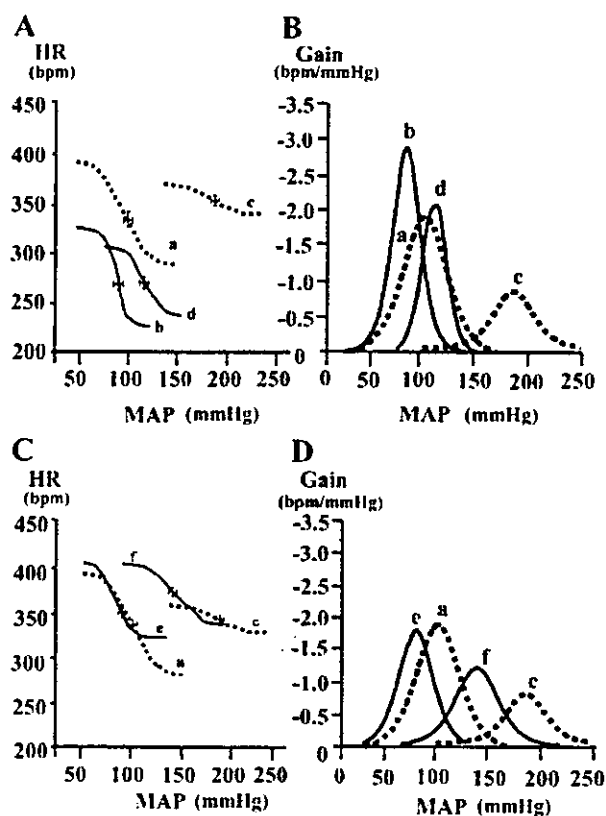 A
HR
(bpm)
450
400
350
300
250
200
50 100 150 200 250
MAP (mmHg)
a
b
c
d
B
Gain
(bpm/mmHg)
-3.5
-3.0
-2.5
-2.0
-1.5
-1.0
-0.5
0
0 50 100 150 200 250
MAP (mmHg)
b
d
a
c
C
HR
(bpm)
450
400
350
300
250
200
50 100 150 200 250
MAP (mmHg)
f
e
a
c
D
Gain
(bpm/mmHg)
-3.5
-3.0
-2.5
-2.0
-1.5
-1.0
-0.5
0
0 50 100 150 200 250
MAP (mmHg)
e
a
f
c